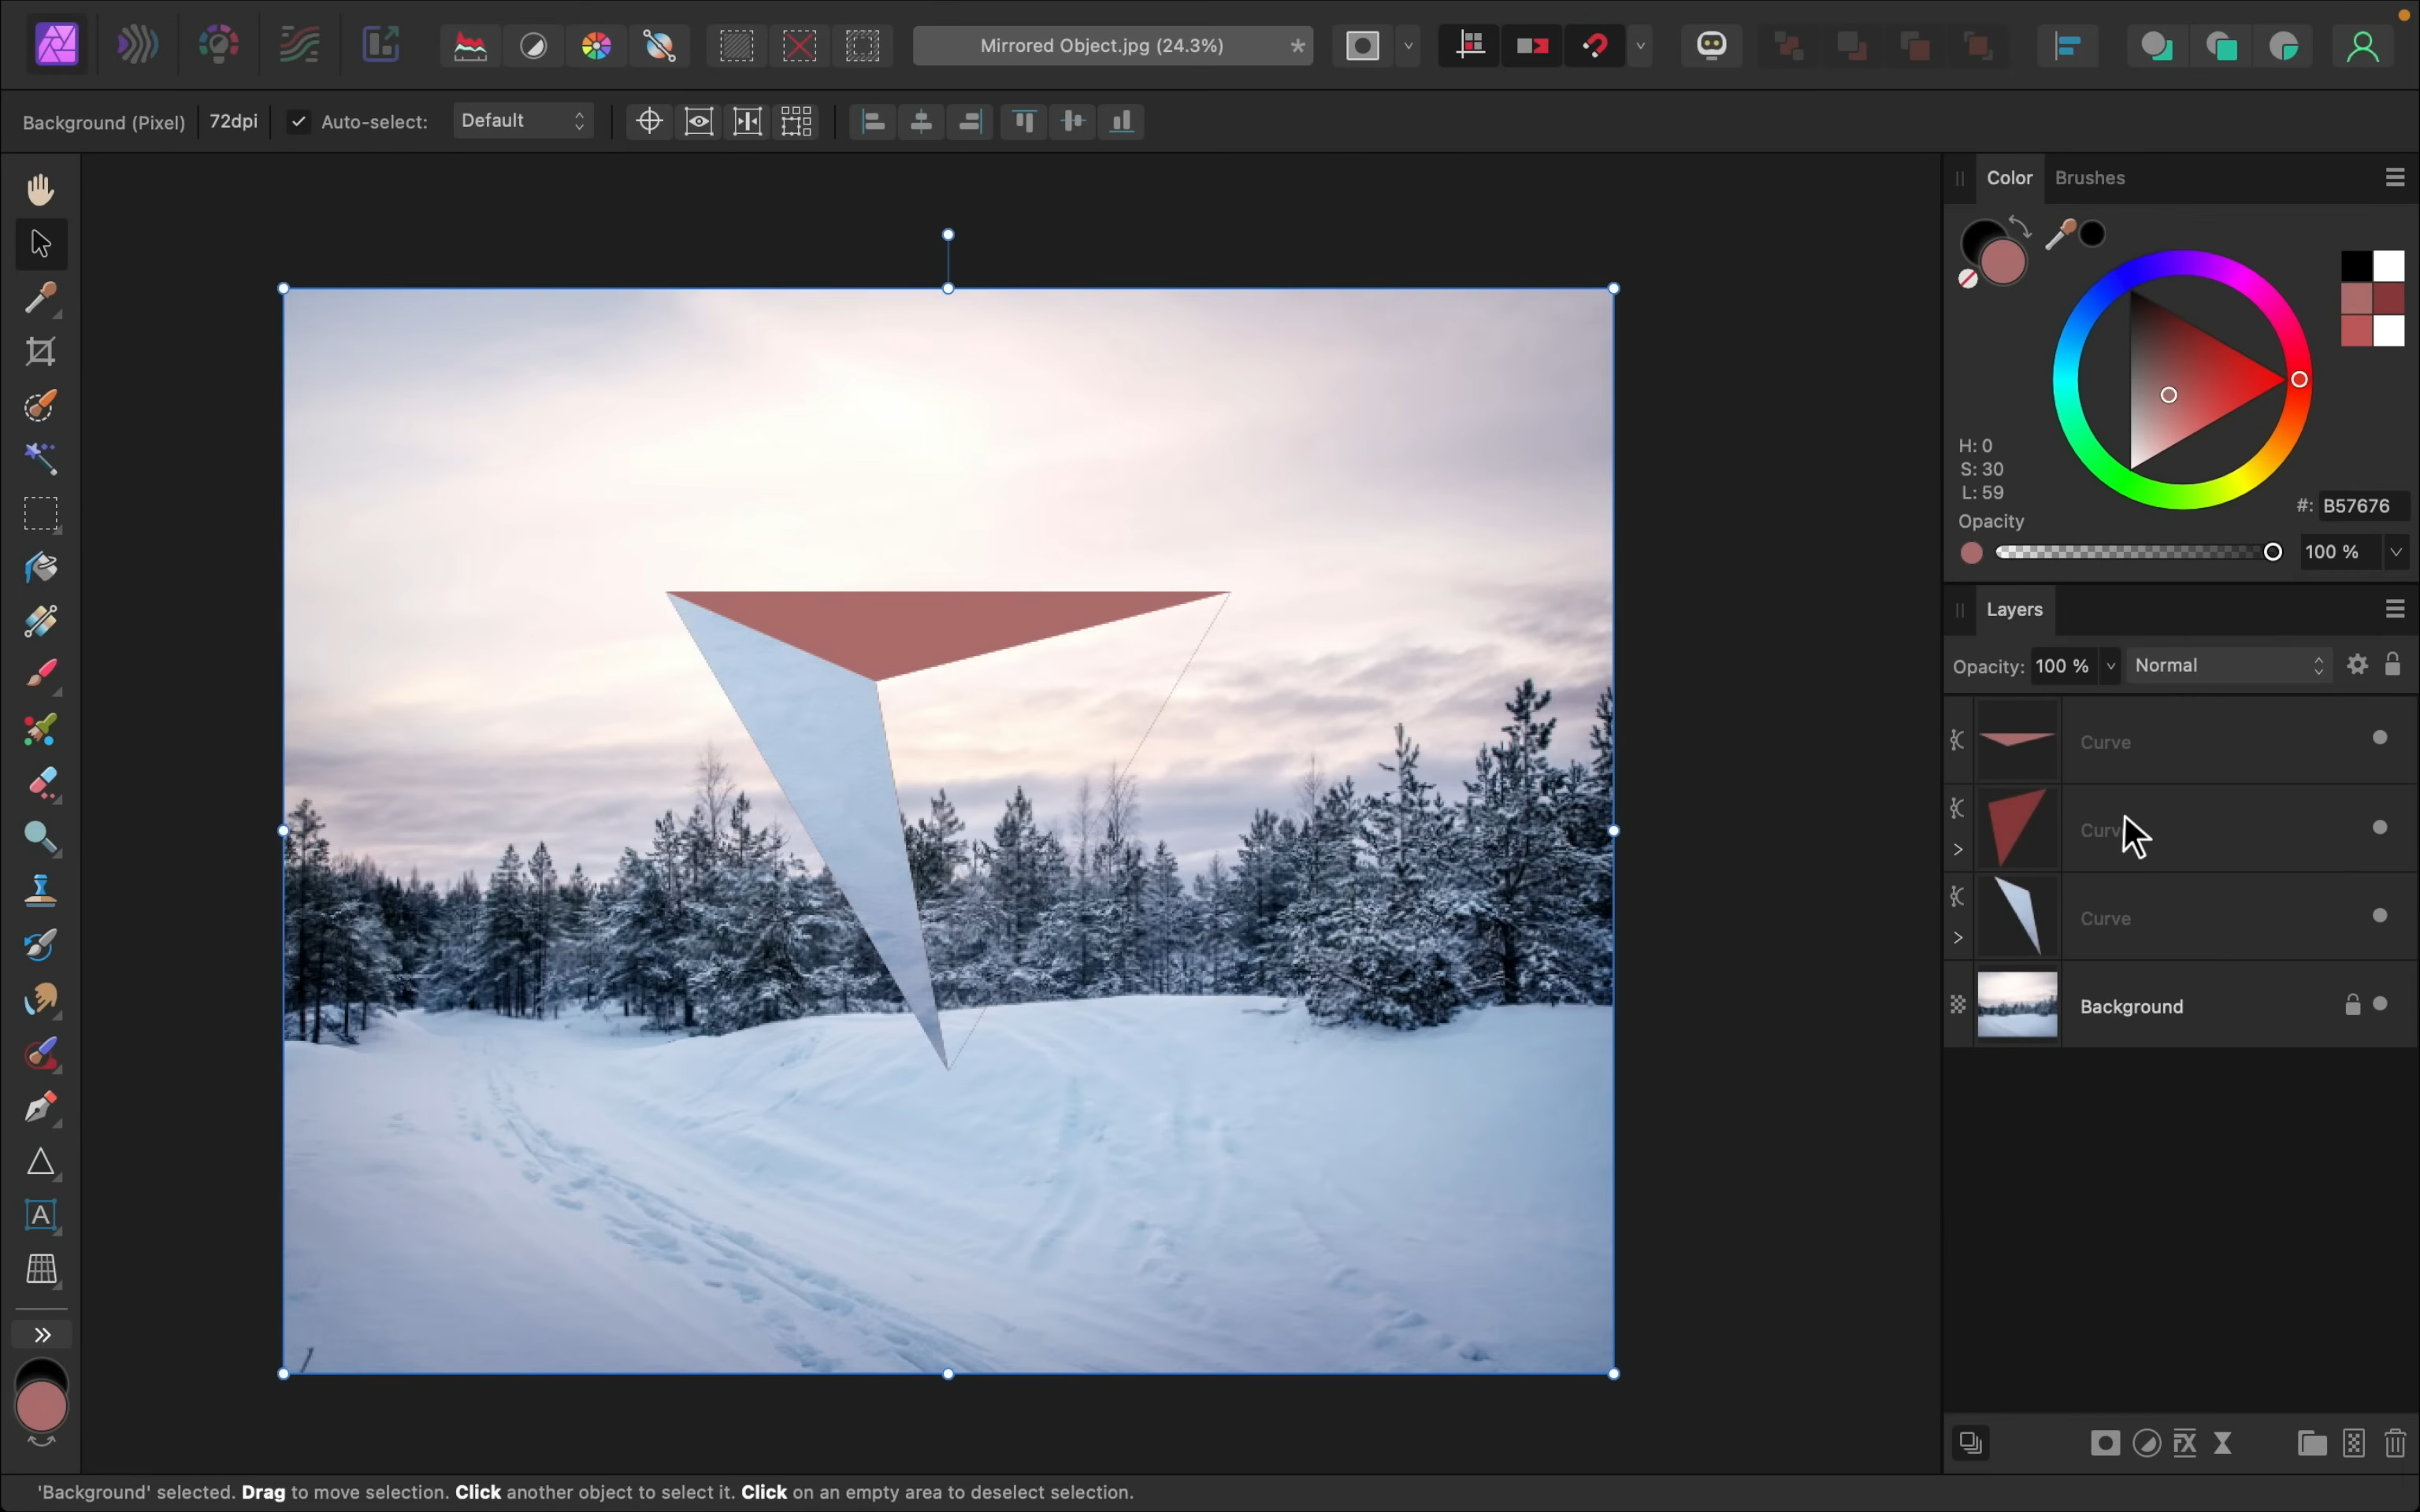 Mirrored Object.jpg (24.3%) *
Background (Pixel) 72dpi Auto-select: Default
Color Brushes
H: 0
S: 30
L: 59
#: B57676
Opacity
100 %
Layers
Opacity: 100 % Normal
Curve
Curv
Curve
Background
A
FX
'Background' selected. Drag to move selection. Click another object to select it. Click on an empty area to deselect selection.